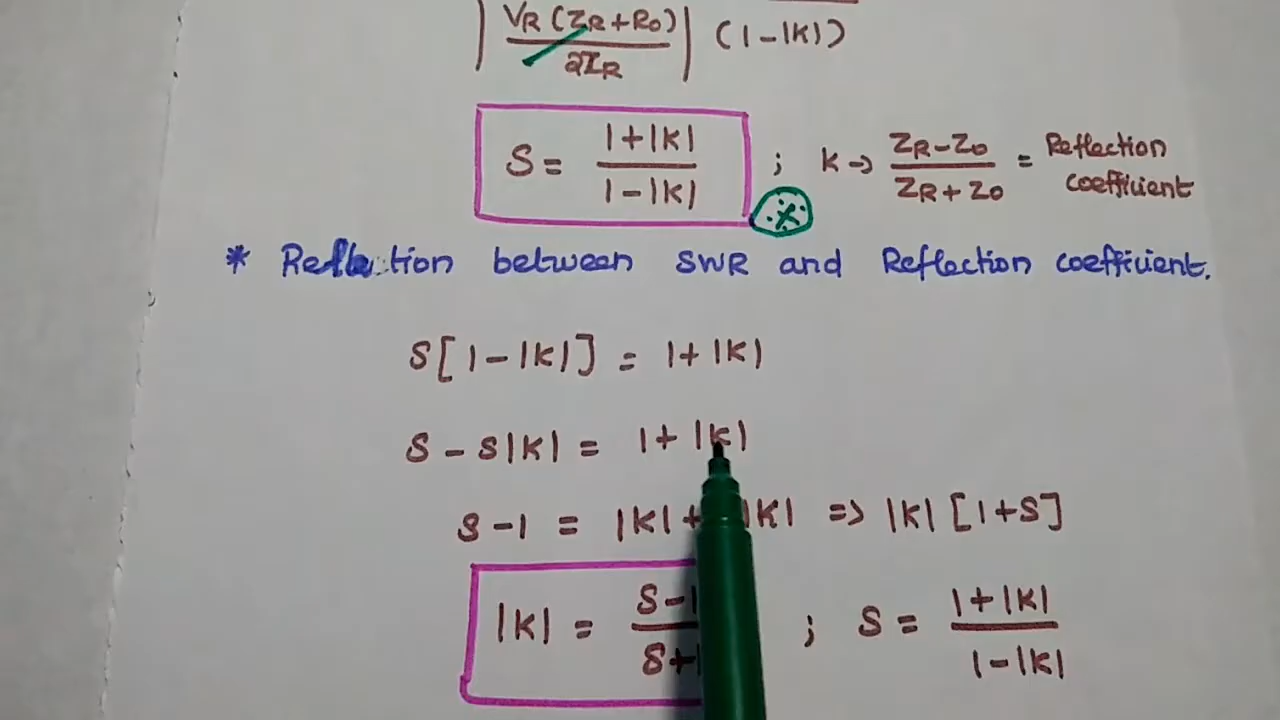 |VR(ZR+R0)/2ZR| (1-|K|)
S = 1+|K|/1-|K| ; K → ZR-Z0/ZR+Z0 = Reflection coefficient
* between SWR and Reflection coefficient.
S[1-|K|] = 1+|K|
S-S|K| = 1+|K|
S-1 = |K|+ |K| => |K|[1+S]
|K| = S-1/S+1 ; S = 1+|K|/1-|K|